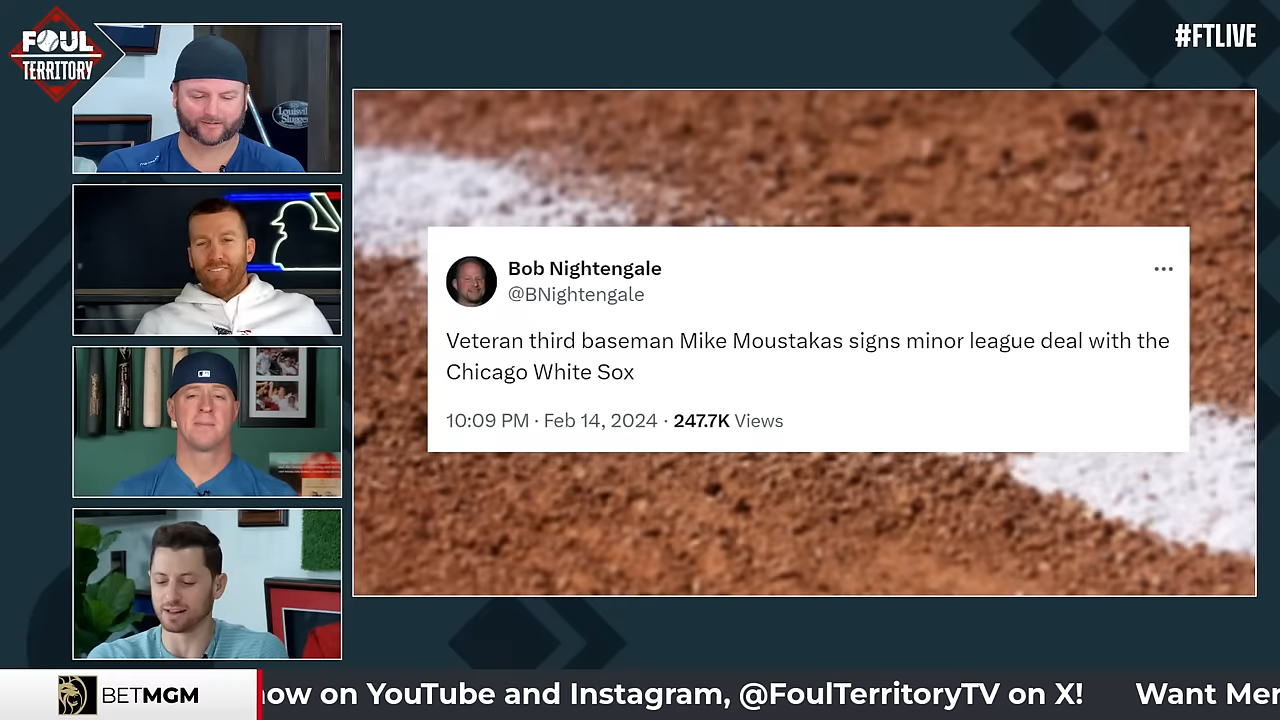 FOUL
TERRITORY
#FTLIVE
Louisville
Slugger
Bob Nightengale
@BNightengale
Veteran third baseman Mike Moustakas signs minor league deal with the
Chicago White Sox
10:09 PM · Feb 14, 2024 · 247.7K Views
BETMGM
ow on YouTube and Instagram, @FoulTerritoryTV on X! Want Mer